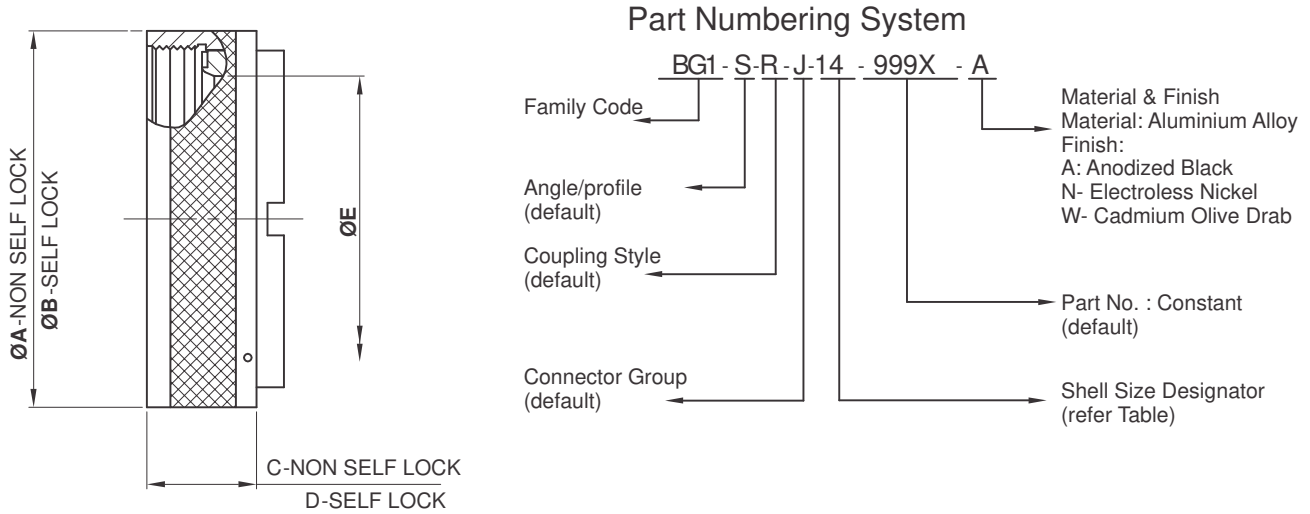 Part Numbering System
BG1 - S - R - J - 14 - 999X - A
Family Code
Angle/profile
(default)
Coupling Style
(default)
Connector Group
(default)
Material & Finish
Material: Aluminium Alloy
Finish:
A: Anodized Black
N- Electroless Nickel
W- Cadmium Olive Drab
Part No. : Constant
(default)
Shell Size Designator
(refer Table)
ØA-NON SELF LOCK
ØB-SELF LOCK
ØE
C-NON SELF LOCK
D-SELF LOCK